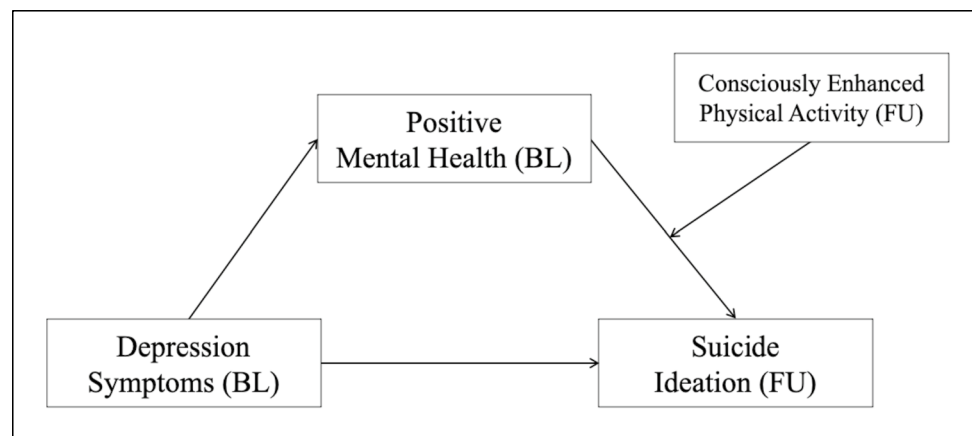 Consciously Enhanced
Physical Activity (FU)
Positive
Mental Health (BL)
Depression
Symptoms (BL)
Suicide
Ideation (FU)